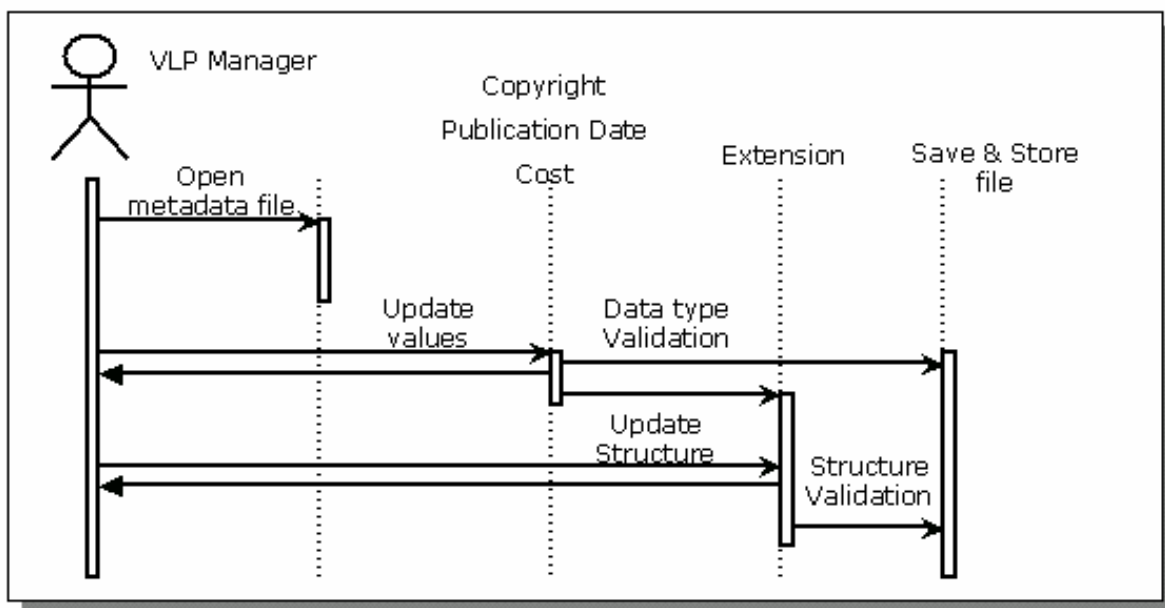 VLP Manager
Copyright
Publication Date
Cost
Extension
Save & Store
file
Open
metadata file
Update
values
Data type
Validation
Update
Structure
Structure
Validation